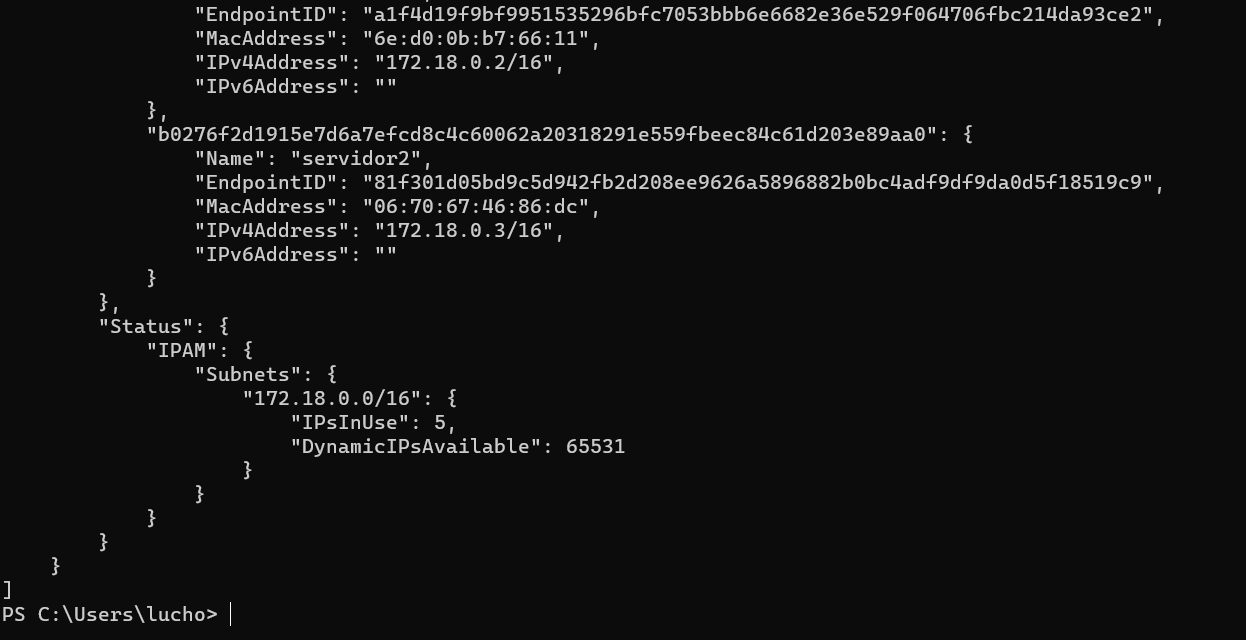 "EndpointID": "a1f4d19f9bf9951535296bfc7053bbb6e6682e36e529f064706fbc214da93ce2",
"MacAddress": "6e:d0:0b:b7:66:11",
"IPv4Address": "172.18.0.2/16",
"IPv6Address": ""
},
"b0276f2d1915e7d6a7efcd8c4c60062a20318291e559fbeec84c61d203e89aa0": {
"Name": "servidor2",
"EndpointID": "81f301d05bd9c5d942fb2d208ee9626a5896882b0bc4adf9df9da0d5f18519c9",
"MacAddress": "06:70:67:46:86:dc",
"IPv4Address": "172.18.0.3/16",
"IPv6Address": ""
}
},
"Status": {
"IPAM": {
"Subnets": {
"172.18.0.0/16": {
"IPsInUse": 5,
"DynamicIPsAvailable": 65531
}
}
}
}
}
]
PS C:\Users\lucho>